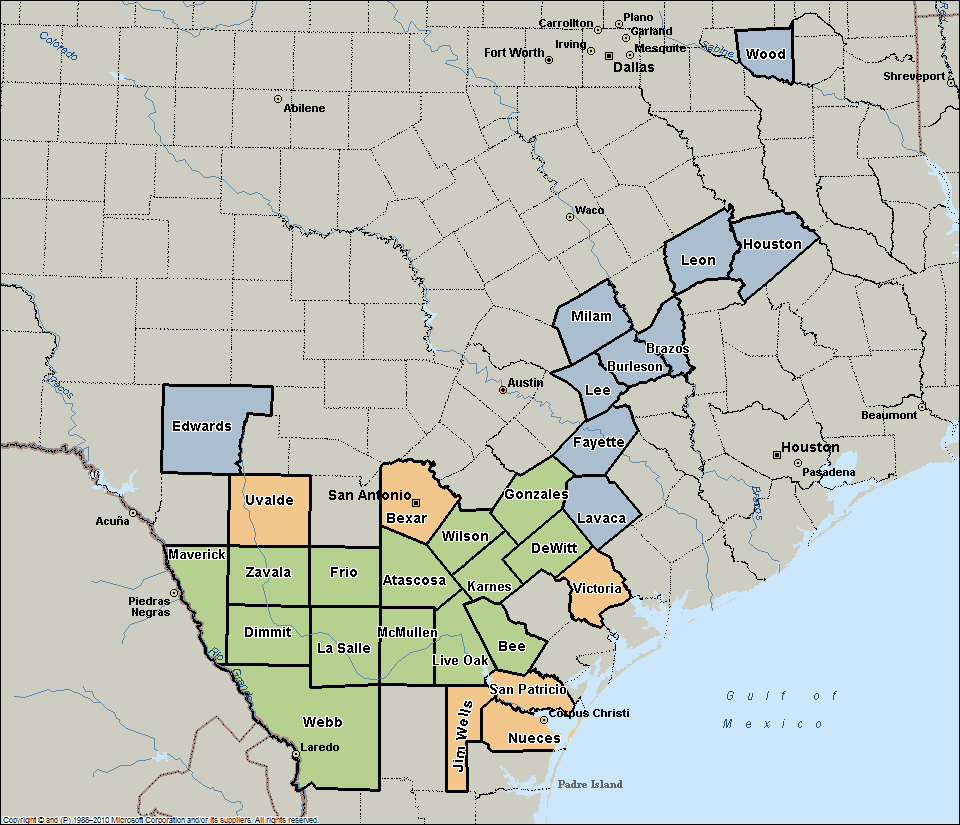 Plano
Carrollton
Garland
Irving
Mesquite
Fort Worth
Dallas
Sabine
Wood
Colorado
Shreveport
Red
Abilene
Waco
Houston
Leon
Milam
Brazos
Burleson
Pecos
Austin
Lee
Beaumont
Edwards
Fayette
Houston
Pasadena
San Antonio
Gonzales
Uvalde
Brazos
Bexar
Lavaca
Acuña
Wilson
Maverick
DeWitt
Zavala
Frio
Atascosa
Karnes
Victoria
Piedras
Negras
Dimmit
McMullen
La Salle
Bee
Live Oak
Rio Grande
San Patricio
Gulf of
Mexico
Webb
Jim Wells
Corpus Christi
Nueces
Laredo
Padre Island
Copyright © and (P) 1988–2010 Microsoft Corporation and/or its suppliers. All rights reserved.